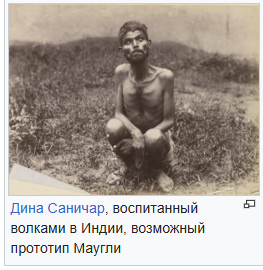 Дина Саничар, воспитанный
волками в Индии, возможный
прототип Маугли